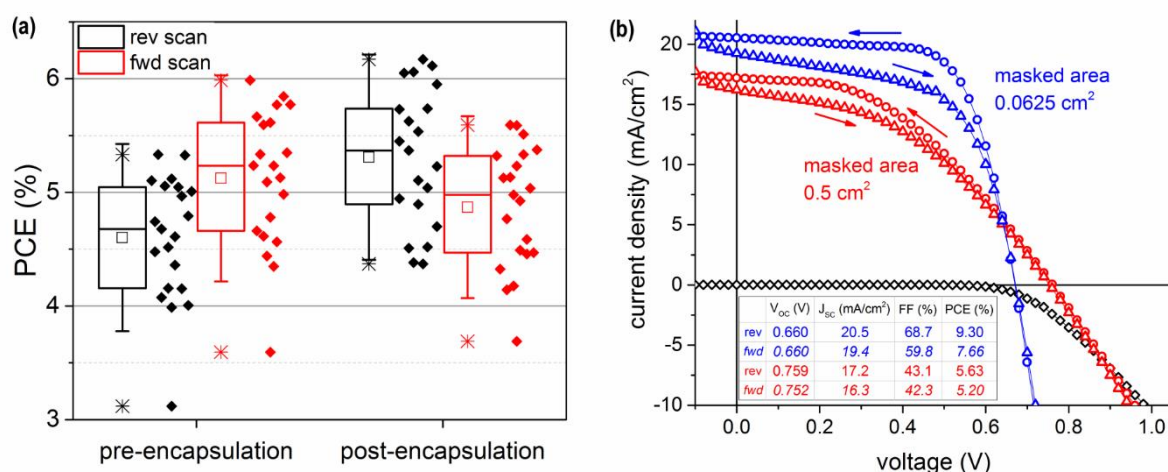 (a)
rev scan
fwd scan
PCE (%)
6
5
4
3
pre-encapsulation
post-encapsulation
(b)
current density (mA/cm²)
20
15
10
5
0
-5
-10
masked area
0.0625 cm²
masked area
0.5 cm²
V_OC (V) J_SC (mA/cm²) FF (%) PCE (%)
rev 0.660 20.5 68.7 9.30
fwd 0.660 19.4 59.8 7.66
rev 0.759 17.2 43.1 5.63
fwd 0.752 16.3 42.3 5.20
0.0 0.2 0.4 0.6 0.8 1.0
voltage (V)